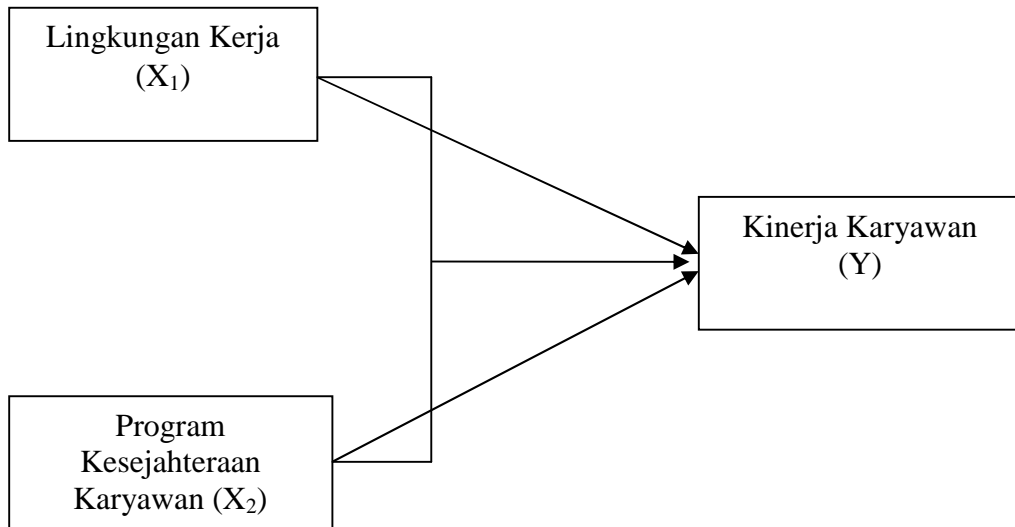 Lingkungan Kerja
(X₁)
Kinerja Karyawan
(Y)
Program
Kesejahteraan
Karyawan (X₂)